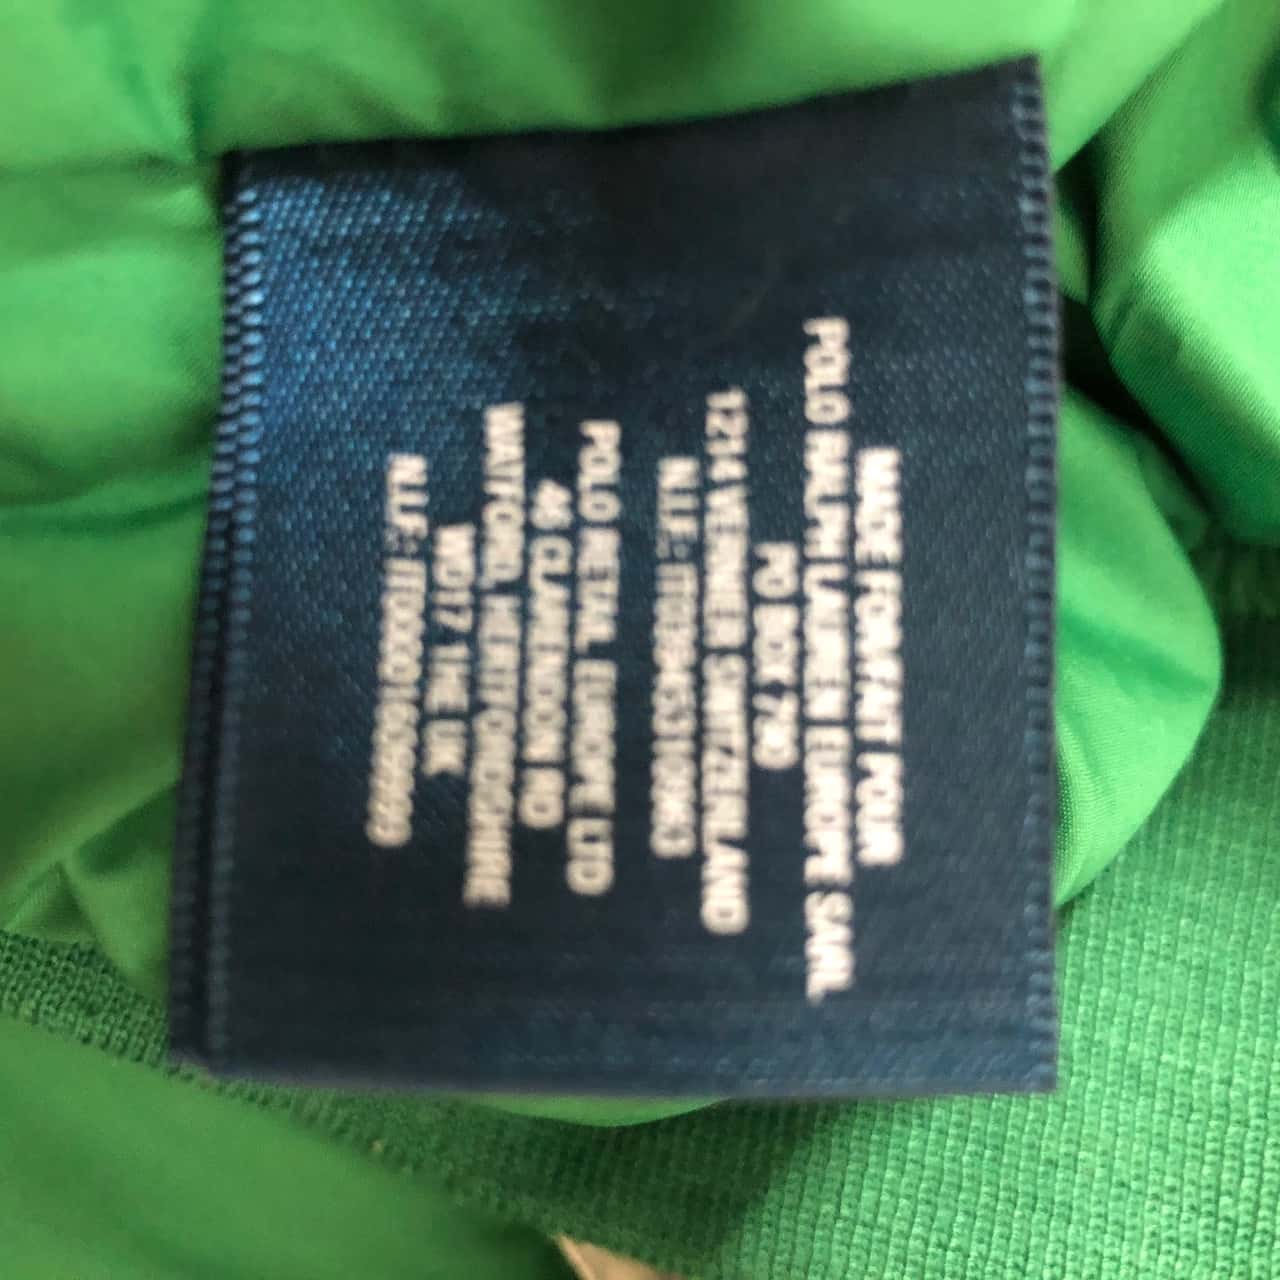 MADE FOR/FAIT POUR
POLO RALPH LAUREN EUROPE SARL
PO BOX 720
1214 VERNIER SWITZERLAND
N.I.F.:
POLO RETAIL EUROPE LTD
46 CLARENDON RD
WATFORD, HERTFORDSHIRE
WD17 1HE UK
N.I.F.: